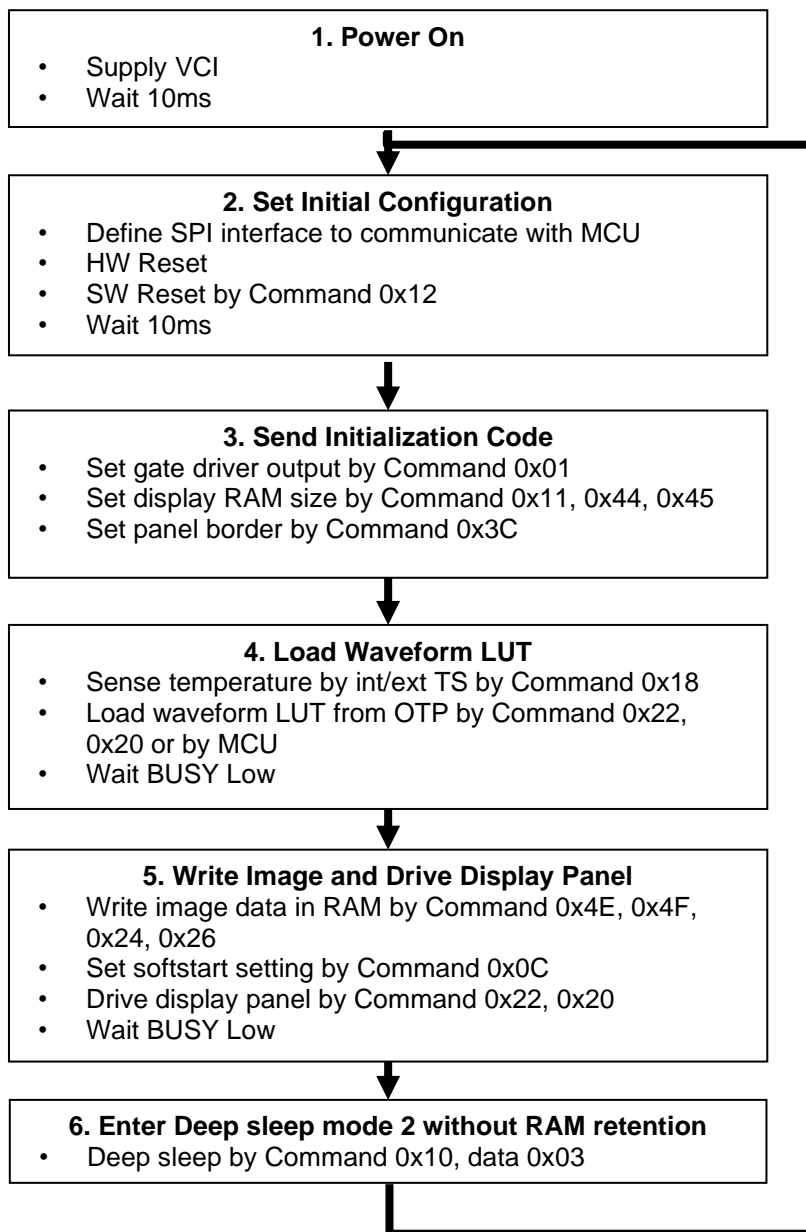 1. Power On
• Supply VCI
• Wait 10ms
2. Set Initial Configuration
• Define SPI interface to communicate with MCU
• HW Reset
• SW Reset by Command 0x12
• Wait 10ms
3. Send Initialization Code
• Set gate driver output by Command 0x01
• Set display RAM size by Command 0x11, 0x44, 0x45
• Set panel border by Command 0x3C
4. Load Waveform LUT
• Sense temperature by int/ext TS by Command 0x18
• Load waveform LUT from OTP by Command 0x22,
0x20 or by MCU
• Wait BUSY Low
5. Write Image and Drive Display Panel
• Write image data in RAM by Command 0x4E, 0x4F,
0x24, 0x26
• Set softstart setting by Command 0x0C
• Drive display panel by Command 0x22, 0x20
• Wait BUSY Low
6. Enter Deep sleep mode 2 without RAM retention
• Deep sleep by Command 0x10, data 0x03